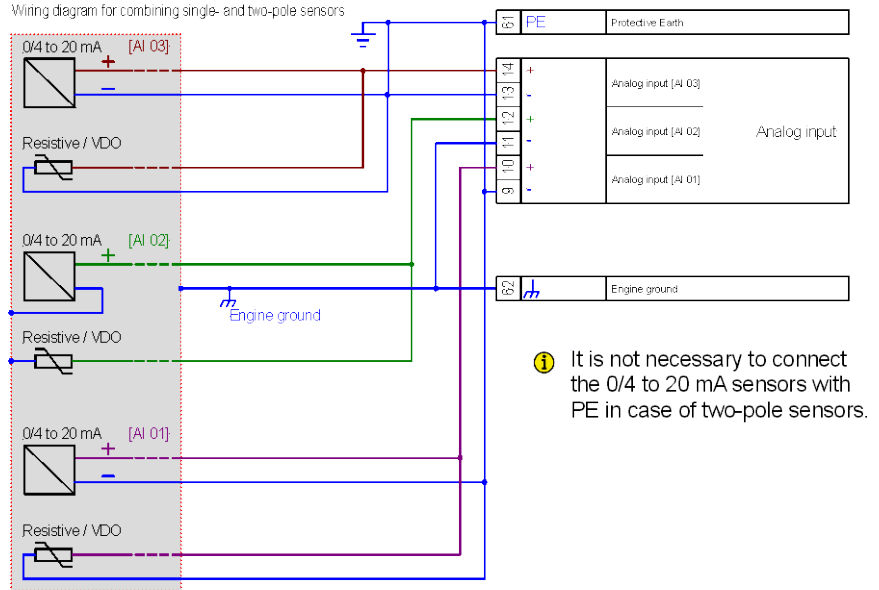 Wiring diagram for combining single- and two-pole sensors
61 PE Protective Earth
0/4 to 20 mA [AI 03]
+
−
14 +
13 -
Analog input [AI 03]
12 +
11 -
Analog input [AI 02]
Analog input
10 +
9 -
Analog input [AI 01]
Resistive / VDO
0/4 to 20 mA [AI 02]
+
62 Engine ground
Engine ground
Resistive / VDO
It is not necessary to connect
the 0/4 to 20 mA sensors with
PE in case of two-pole sensors.
0/4 to 20 mA [AI 01]
+
−
Resistive / VDO